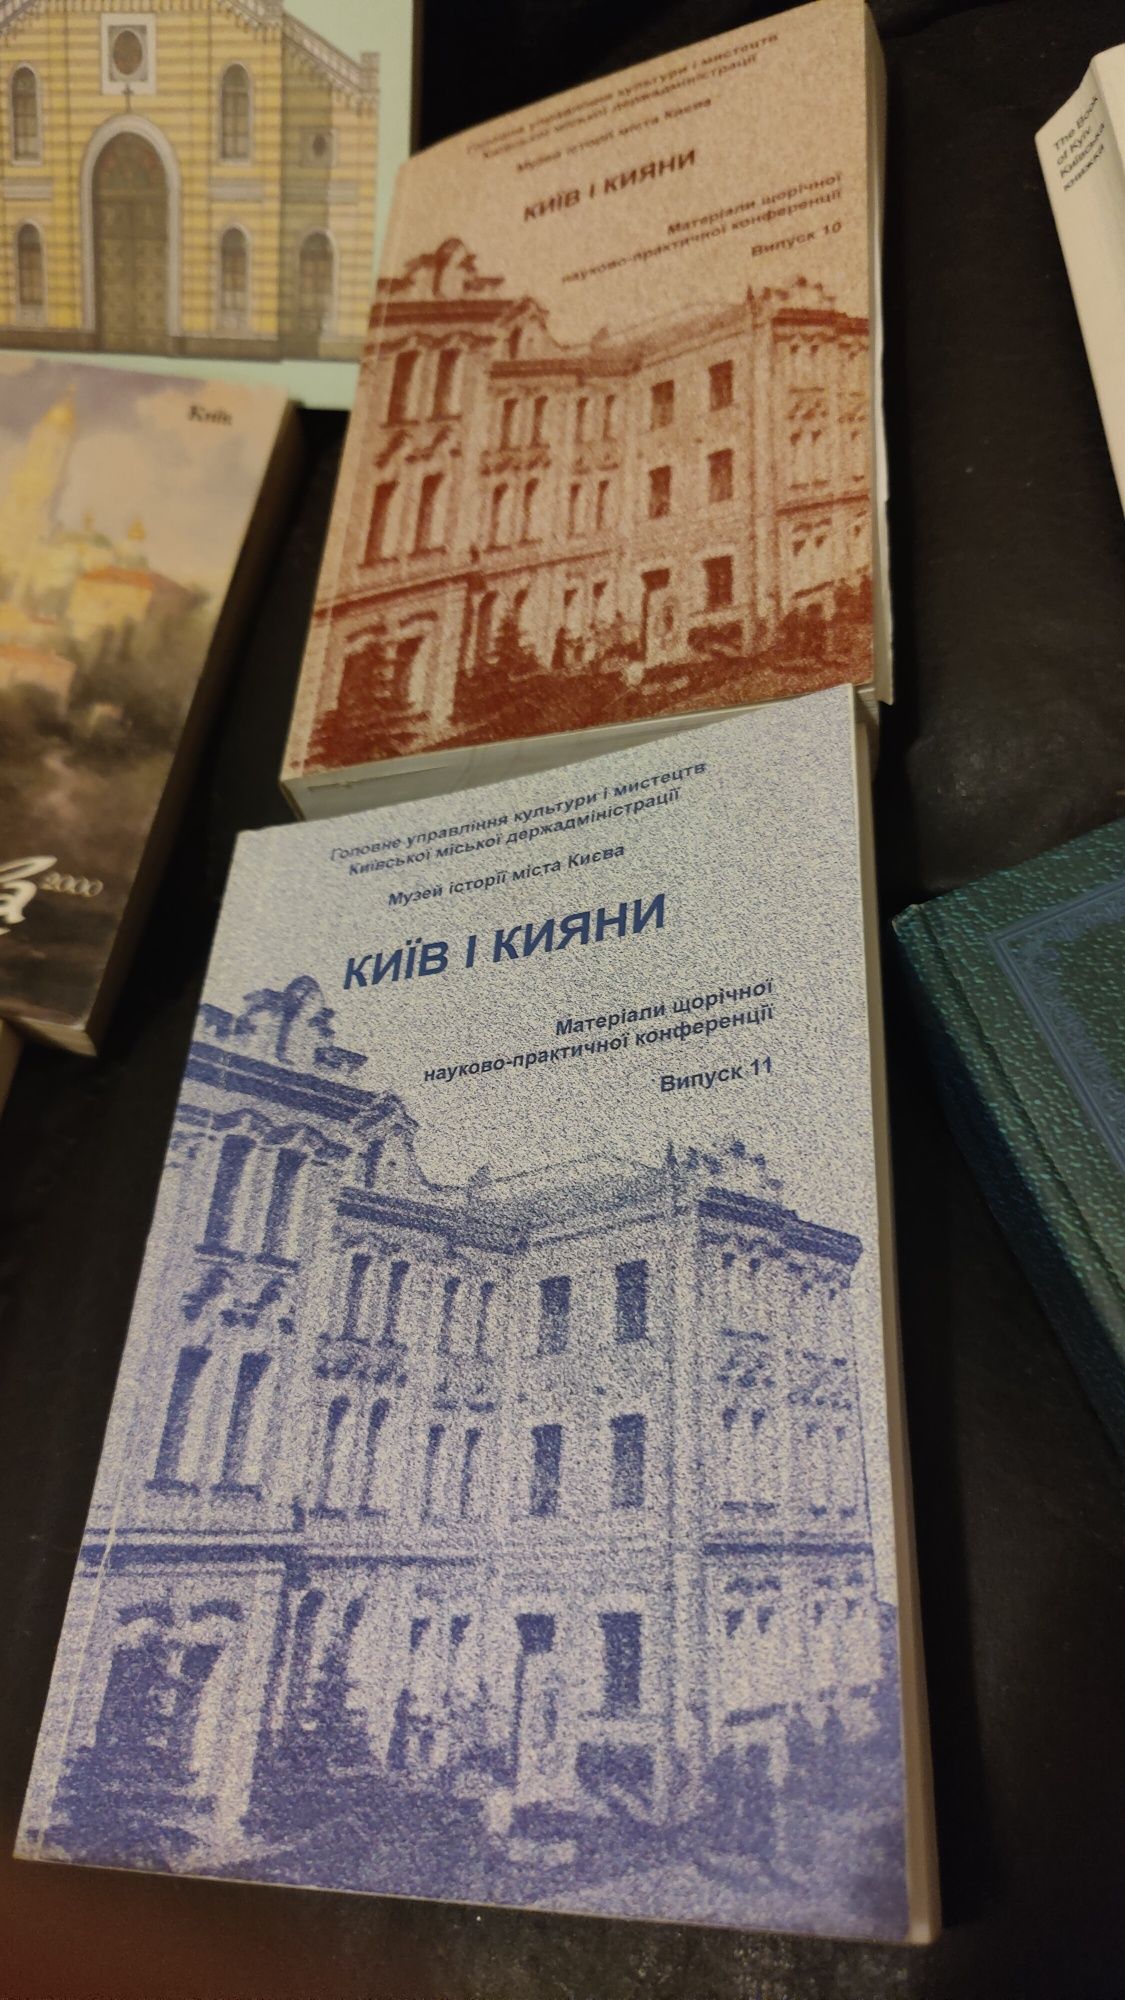 Головне управління культури і мистецтв
Київської міської держадміністрації
Музей історії міста Києва
КИЇВ І КИЯНИ
Матеріали щорічної
науково-практичної конференції
Випуск 10
The Book
of Kyiv
Київська
книжка
Київ
2000
Головне управління культури і мистецтв
Київської міської держадміністрації
Музей історії міста Києва
КИЇВ І КИЯНИ
Матеріали щорічної
науково-практичної конференції
Випуск 11